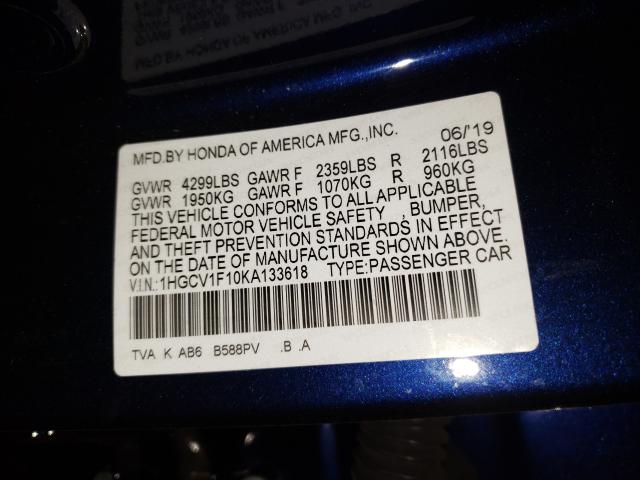 MFD.BY HONDA OF AMERICA MFG.,INC. 06/'19
GVWR 4299LBS GAWR F 2359LBS R 2116LBS
GVWR 1950KG GAWR F 1070KG R 960KG
THIS VEHICLE CONFORMS TO ALL APPLICABLE
FEDERAL MOTOR VEHICLE SAFETY , BUMPER,
AND THEFT PREVENTION STANDARDS IN EFFECT
ON THE DATE OF MANUFACTURE SHOWN ABOVE.
V.I.N.:1HGCV1F10KA133618 TYPE:PASSENGER CAR
TVA K AB6 B588PV .B .A